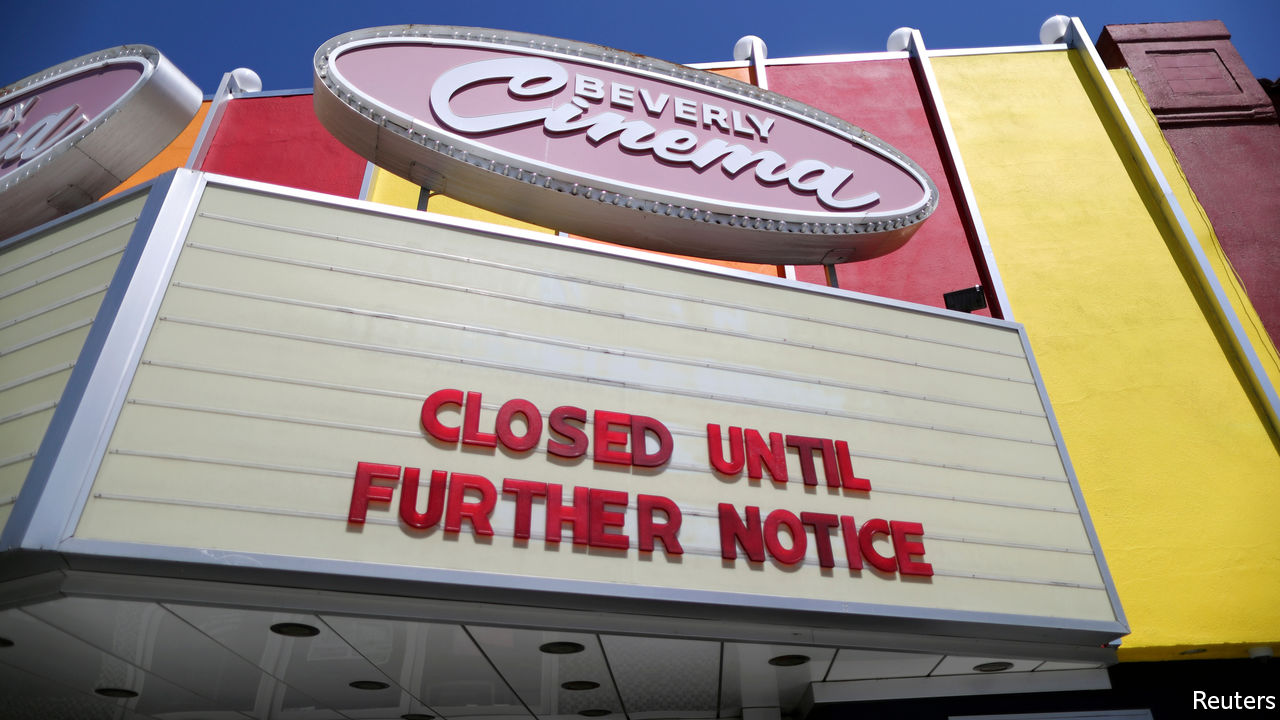 BEVERLY
Cinema
CLOSED UNTIL
FURTHER NOTICE
Reuters